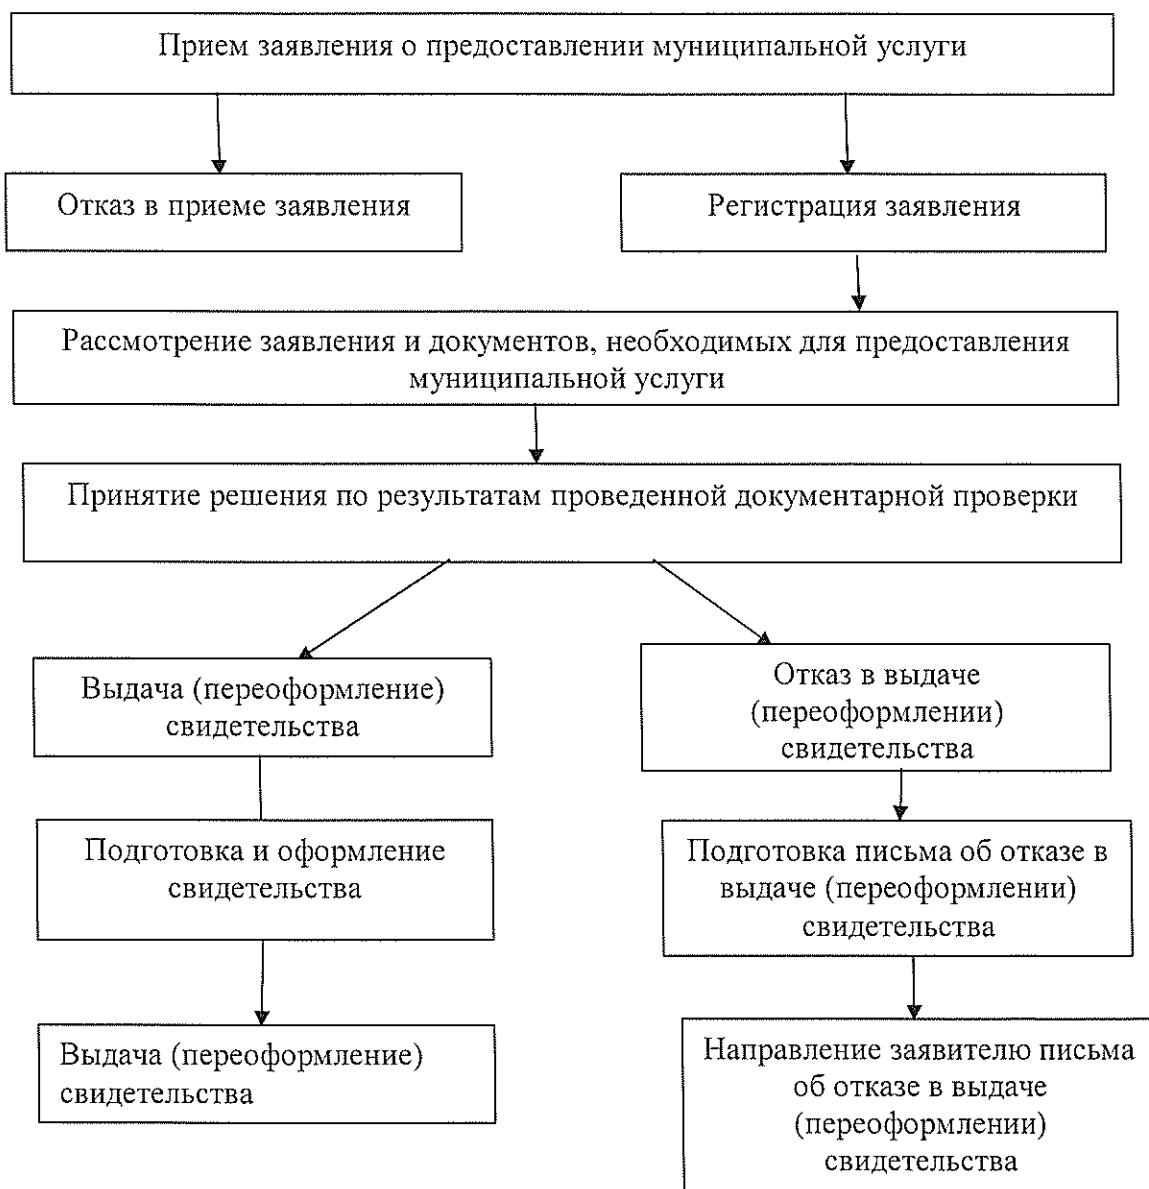 Прием заявления о предоставлении муниципальной услуги
Отказ в приеме заявления
Регистрация заявления
Рассмотрение заявления и документов, необходимых для предоставления
муниципальной услуги
Принятие решения по результатам проведенной документарной проверки
Выдача (переоформление)
свидетельства
Отказ в выдаче
(переоформлении)
свидетельства
Подготовка и оформление
свидетельства
Подготовка письма об отказе в
выдаче (переоформлении)
свидетельства
Выдача (переоформление)
свидетельства
Направление заявителю письма
об отказе в выдаче
(переоформлении)
свидетельства